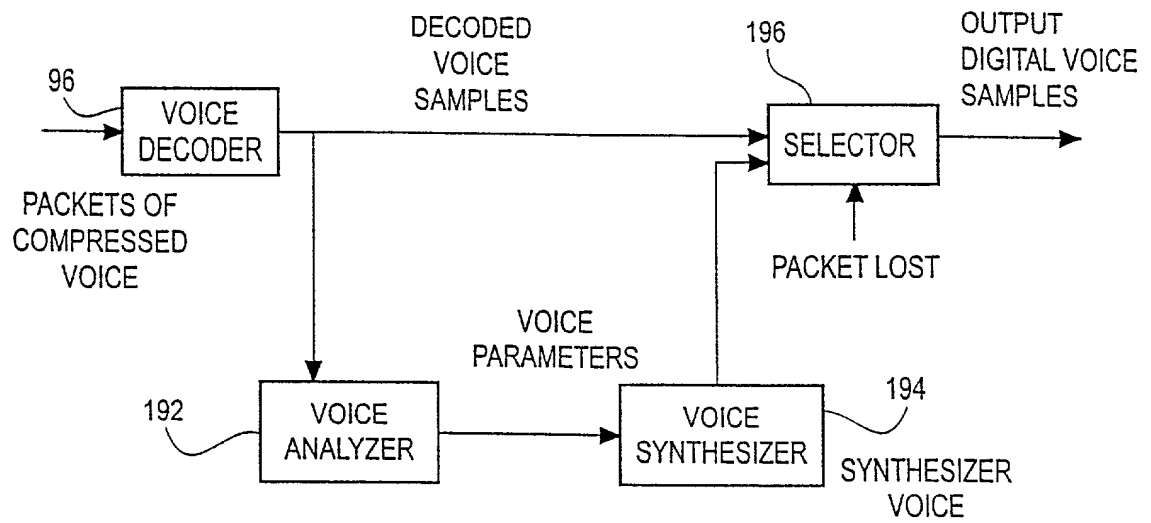 DECODED
VOICE
SAMPLES
196
OUTPUT
DIGITAL VOICE
SAMPLES
96
VOICE
DECODER
SELECTOR
PACKETS OF
COMPRESSED
VOICE
PACKET LOST
VOICE
PARAMETERS
192
VOICE
ANALYZER
VOICE
SYNTHESIZER
194
SYNTHESIZER
VOICE